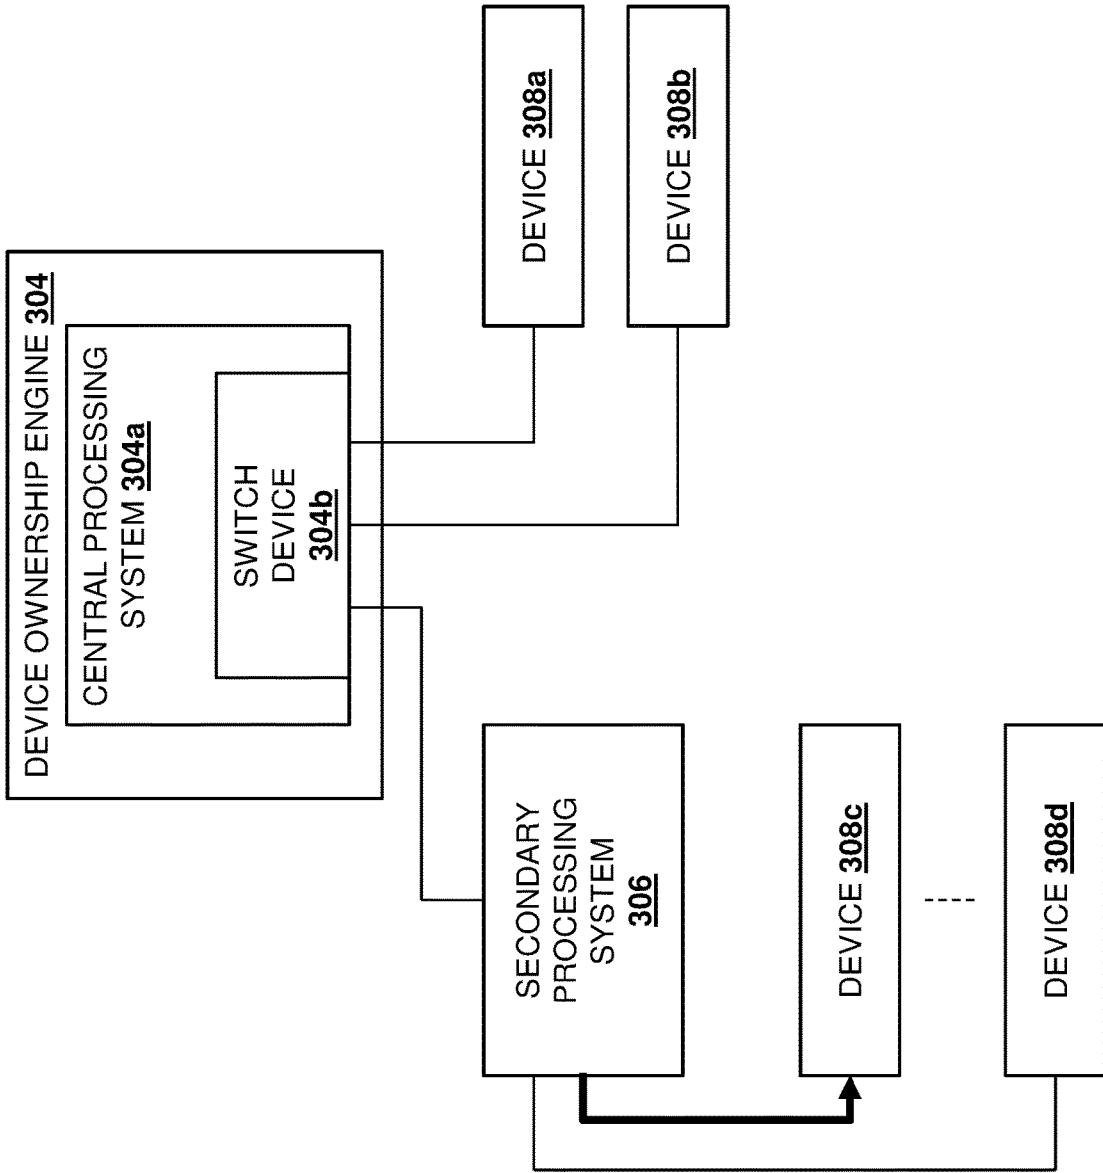 DEVICE OWNERSHIP ENGINE 304
CENTRAL PROCESSING
SYSTEM 304a
SWITCH
DEVICE
304b
SECONDARY
PROCESSING
SYSTEM
306
DEVICE 308a
DEVICE 308b
DEVICE 308c
DEVICE 308d